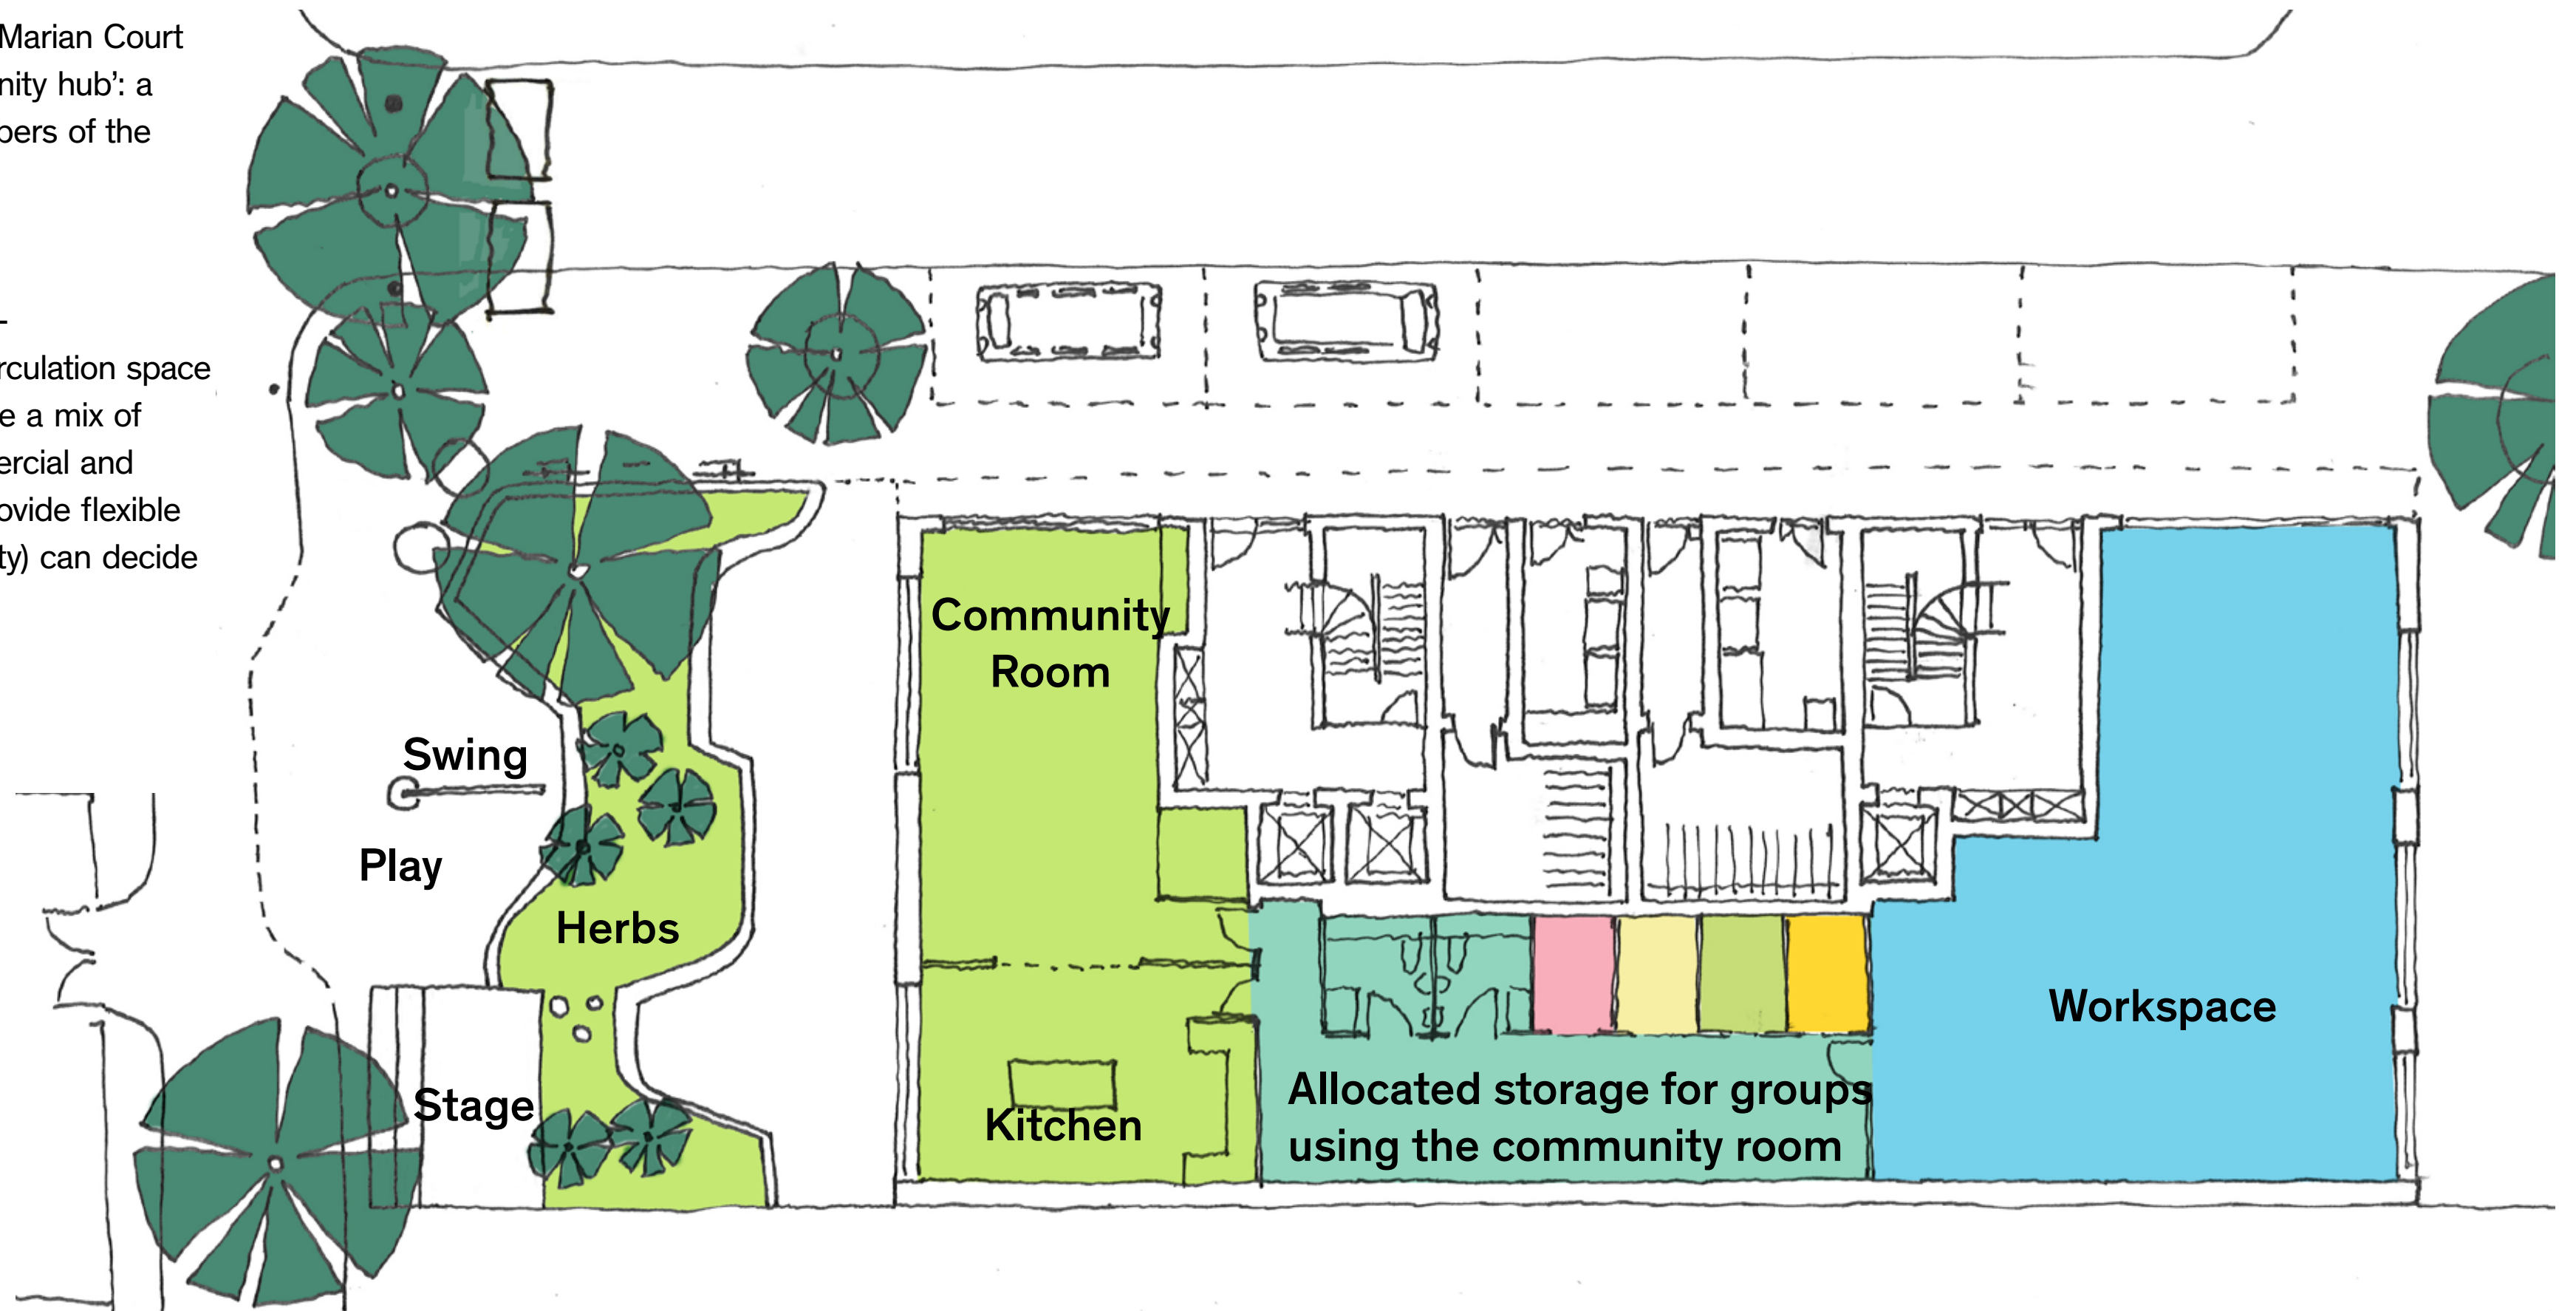 Marian Court
nity hub’: a
bers of the
rculation space
e a mix of
ercial and
ovide flexible
ty) can decide
Community
Room
Swing
Play
Herbs
Stage
Kitchen
Allocated storage for groups
using the community room
Workspace